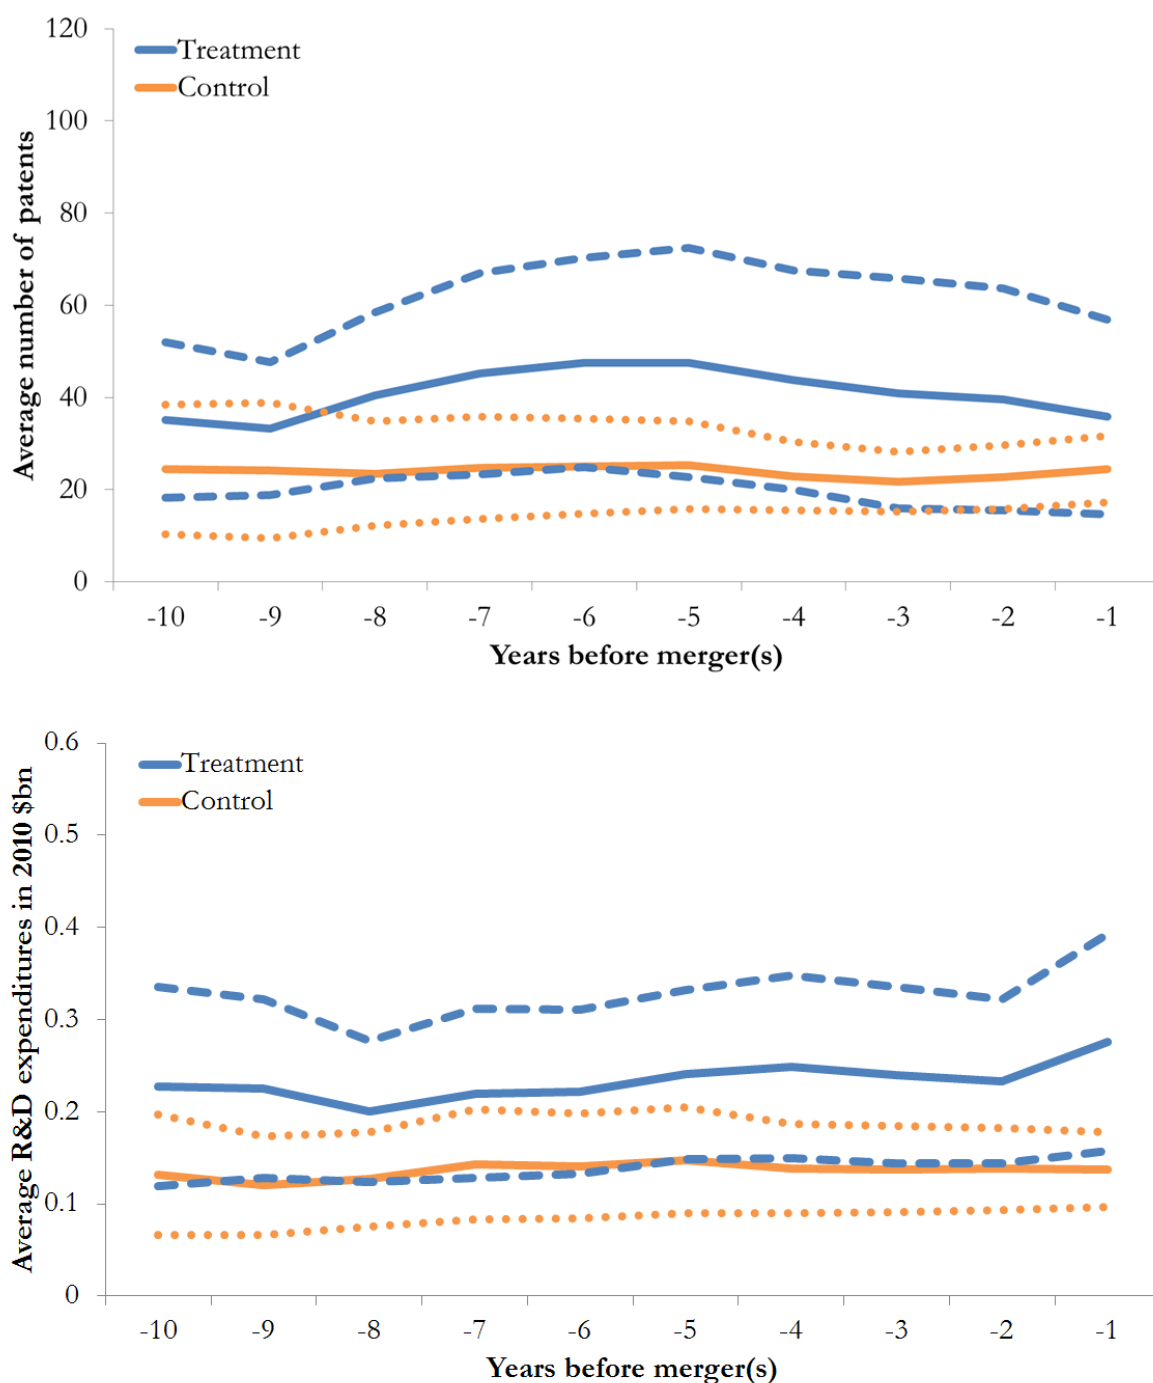 120
100
80
60
40
20
0
Average number of patents
Treatment
Control
-10 -9 -8 -7 -6 -5 -4 -3 -2 -1
Years before merger(s)
0.6
0.5
0.4
0.3
0.2
0.1
0
Average R&D expenditures in 2010 $bn
Treatment
Control
-10 -9 -8 -7 -6 -5 -4 -3 -2 -1
Years before merger(s)